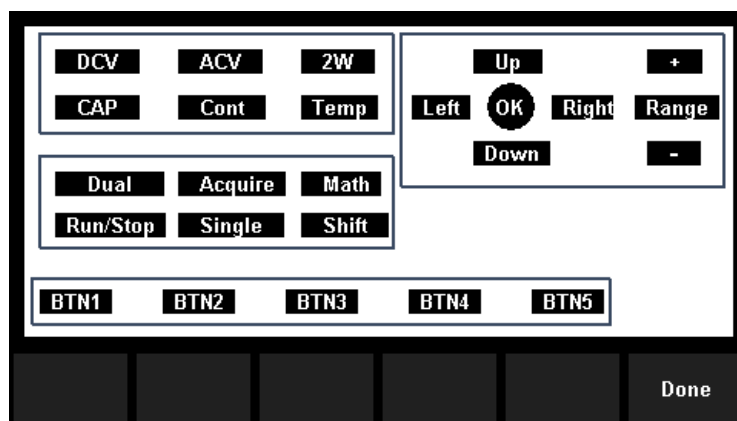 DCV ACV 2W
CAP Cont Temp
Up +
Left OK Right Range
Down -
Dual Acquire Math
Run/Stop Single Shift
BTN1 BTN2 BTN3 BTN4 BTN5
Done